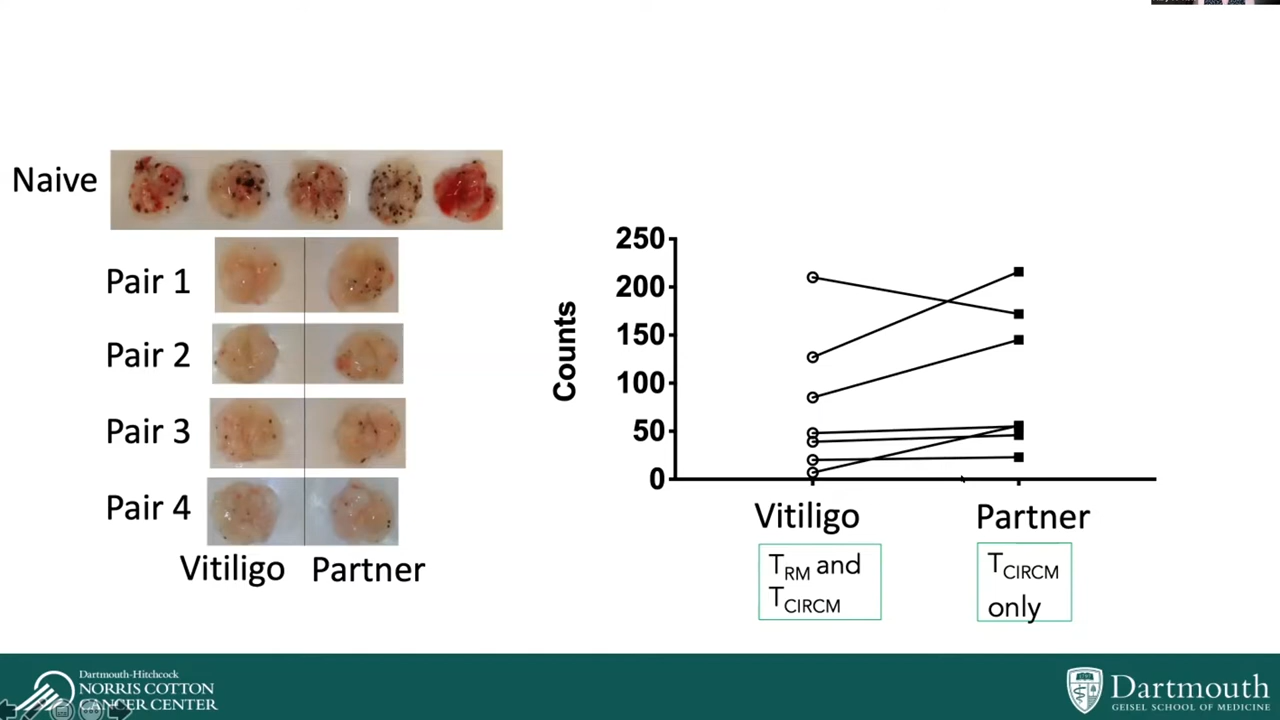 Naive
Pair 1
Pair 2
Pair 3
Pair 4
Vitiligo Partner
Counts
250
200
150
100
50
0
Vitiligo Partner
TRM and
TCIRCM
TCIRCM
only
Dartmouth-Hitchcock
NORRIS COTTON
CANCER CENTER
Dartmouth
GEISEL SCHOOL OF MEDICINE